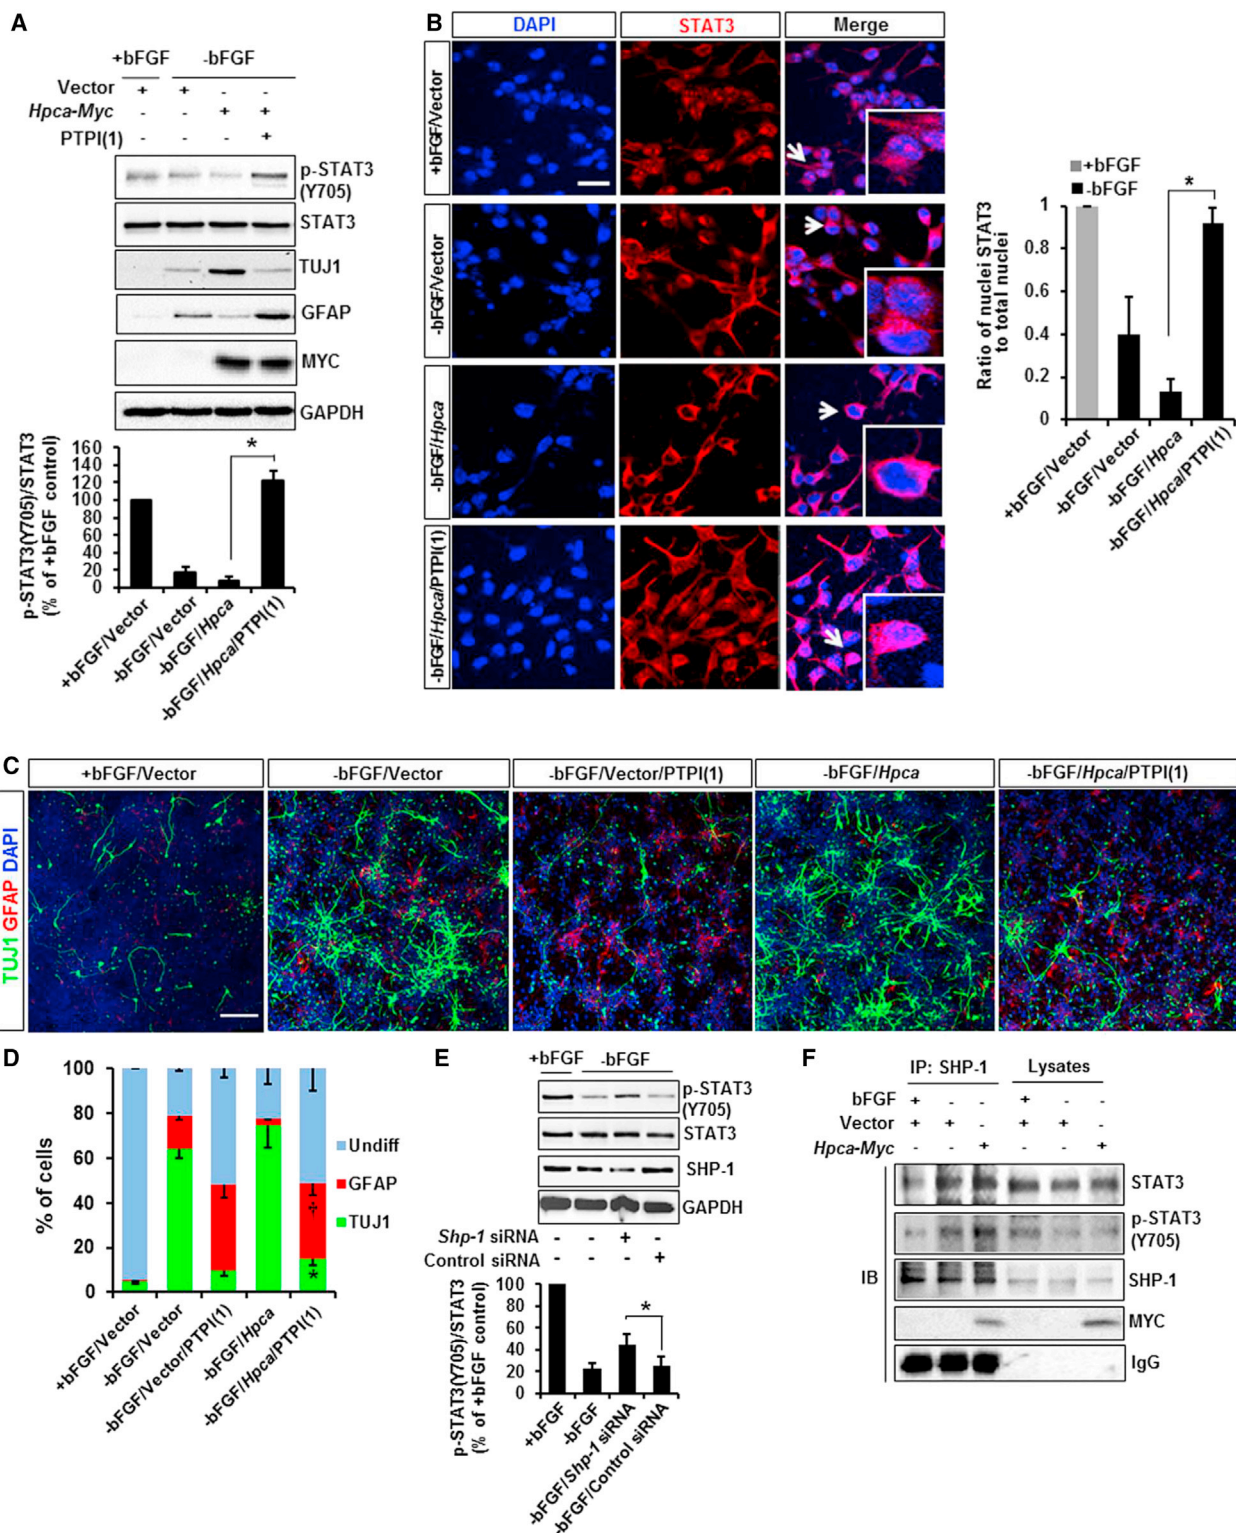 A
+bFGF -bFGF
Vector + + - -
Hpca-Myc - - + +
PTPI(1) - - - +
p-STAT3
(Y705)
STAT3
TUJ1
GFAP
MYC
GAPDH
p-STAT3(Y705)/STAT3
(% of +bFGF control)
160
140
120
100
80
60
40
20
0
*
+bFGF/Vector
-bFGF/Vector
-bFGF/Hpca
-bFGF/Hpca/PTPI(1)
B
DAPI STAT3 Merge
+bFGF/Vector
-bFGF/Vector
-bFGF/Hpca
-bFGF/Hpca/PTPI(1)
+bFGF
-bFGF
*
Ratio of nuclei STAT3
to total nuclei
1
0.8
0.6
0.4
0.2
0
+bFGF/Vector
-bFGF/Vector
-bFGF/Hpca
-bFGF/Hpca/PTPI(1)
C
+bFGF/Vector -bFGF/Vector -bFGF/Vector/PTPI(1) -bFGF/Hpca -bFGF/Hpca/PTPI(1)
TUJ1 GFAP DAPI
D
% of cells
100
80
60
40
20
0
Undiff
GFAP
TUJ1
†
*
+bFGF/Vector
-bFGF/Vector
-bFGF/Vector/PTPI(1)
-bFGF/Hpca
-bFGF/Hpca/PTPI(1)
E
+bFGF -bFGF
p-STAT3
(Y705)
STAT3
SHP-1
GAPDH
Shp-1 siRNA - - + -
Control siRNA - - - +
p-STAT3(Y705)/STAT3
(% of +bFGF control)
100
80
60
40
20
0
*
+bFGF
-bFGF
-bFGF/Shp-1 siRNA
-bFGF/Control siRNA
F
IP: SHP-1 Lysates
bFGF + - - + - -
Vector + + - + + -
Hpca-Myc - - + - - +
IB
STAT3
p-STAT3
(Y705)
SHP-1
MYC
IgG